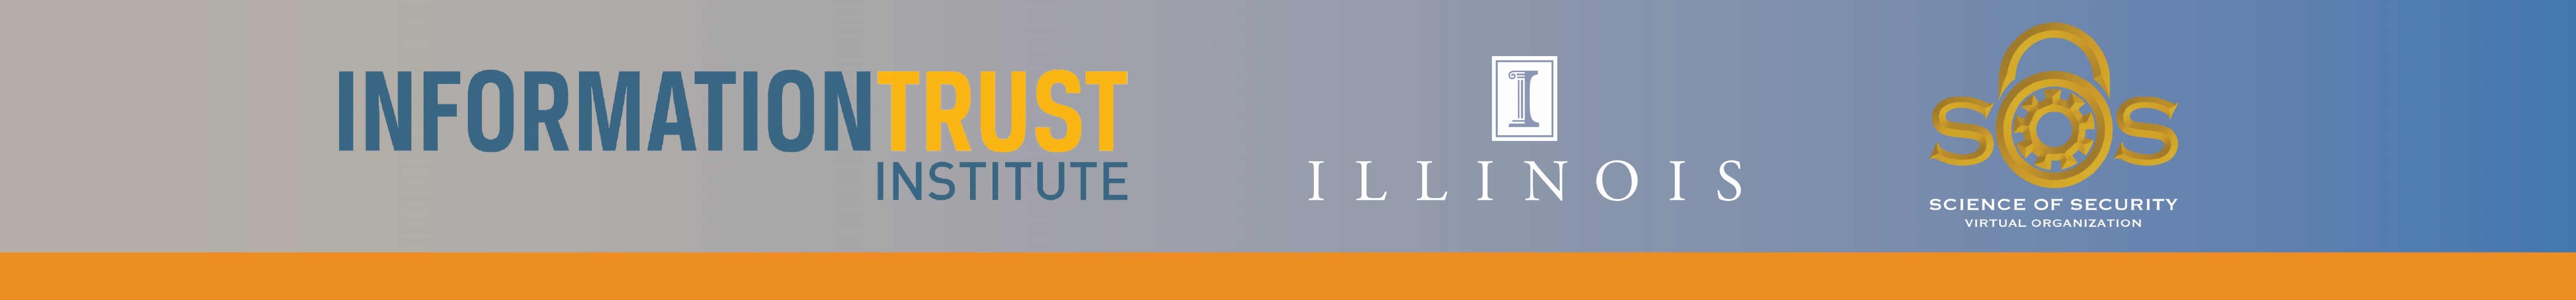 INFORMATIONTRUST
INSTITUTE
I
ILLINOIS
SOS
SCIENCE OF SECURITY
VIRTUAL ORGANIZATION